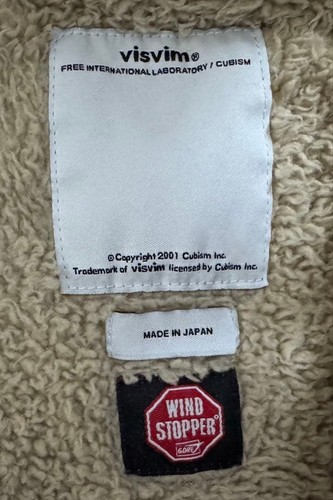 visvim®
FREE INTERNATIONAL LABORATORY / CUBISM
©Copyright 2001 Cubism Inc.
Trademark of visvim licensed by Cubism Inc.
MADE IN JAPAN
WIND
STOPPER®
GORE